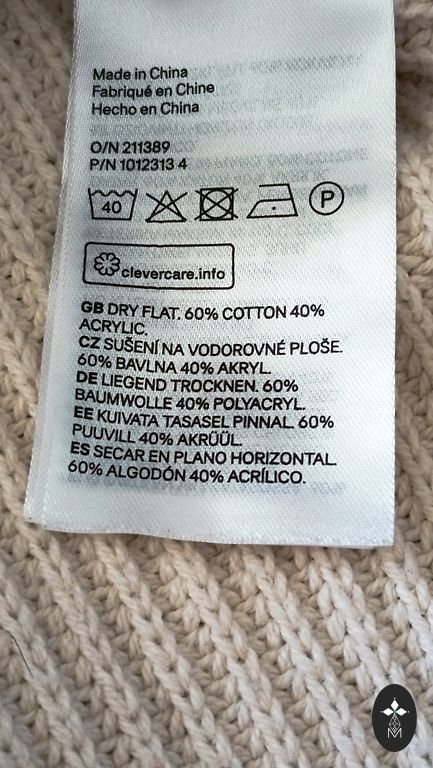 Made in China
Fabriqué en Chine
Hecho en China
O/N 211389
P/N 1012313 4
40
P
clevercare.info
GB DRY FLAT. 60% COTTON 40%
ACRYLIC.
CZ SUŠENÍ NA VODOROVNÉ PLOŠE.
60% BAVLNA 40% AKRYL.
DE LIEGEND TROCKNEN. 60%
BAUMWOLLE 40% POLYACRYL.
EE KUIVATA TASASEL PINNAL. 60%
PUUVILL 40% AKRÜÜL.
ES SECAR EN PLANO HORIZONTAL.
60% ALGODÓN 40% ACRÍLICO.
M